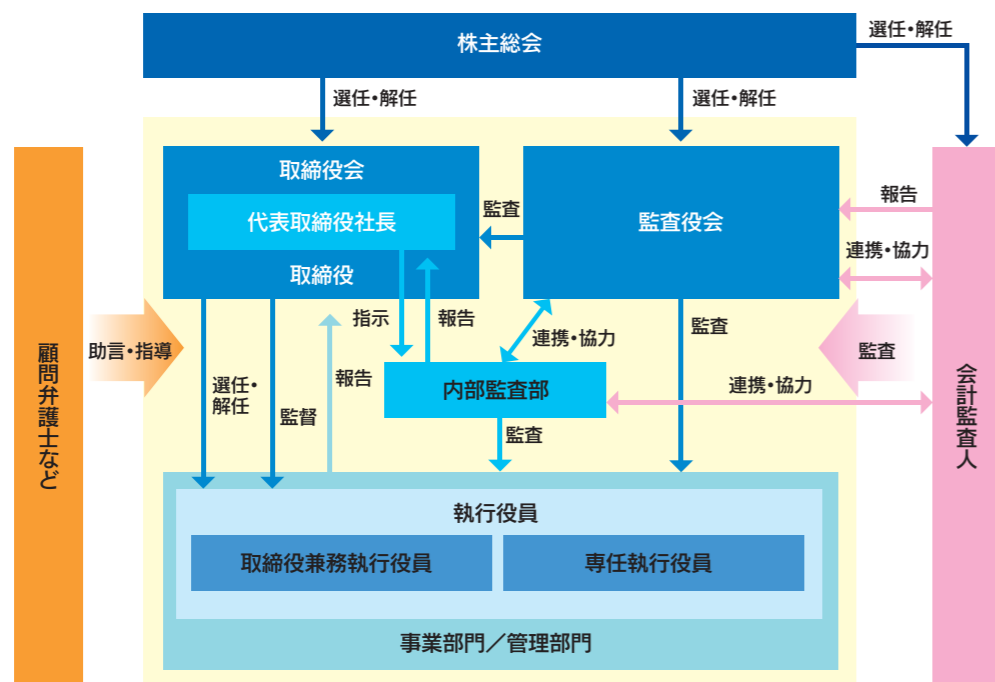 株主総会
選任・解任
選任・解任
選任・解任
取締役会
代表取締役社長
取締役
監査
監査役会
報告
連携・協力
助言・指導
指示
報告
連携・協力
監査
監査
顧問弁護士など
選任・
解任
監督
報告
内部監査部
連携・協力
会計監査人
監査
執行役員
取締役兼務執行役員
専任執行役員
事業部門／管理部門